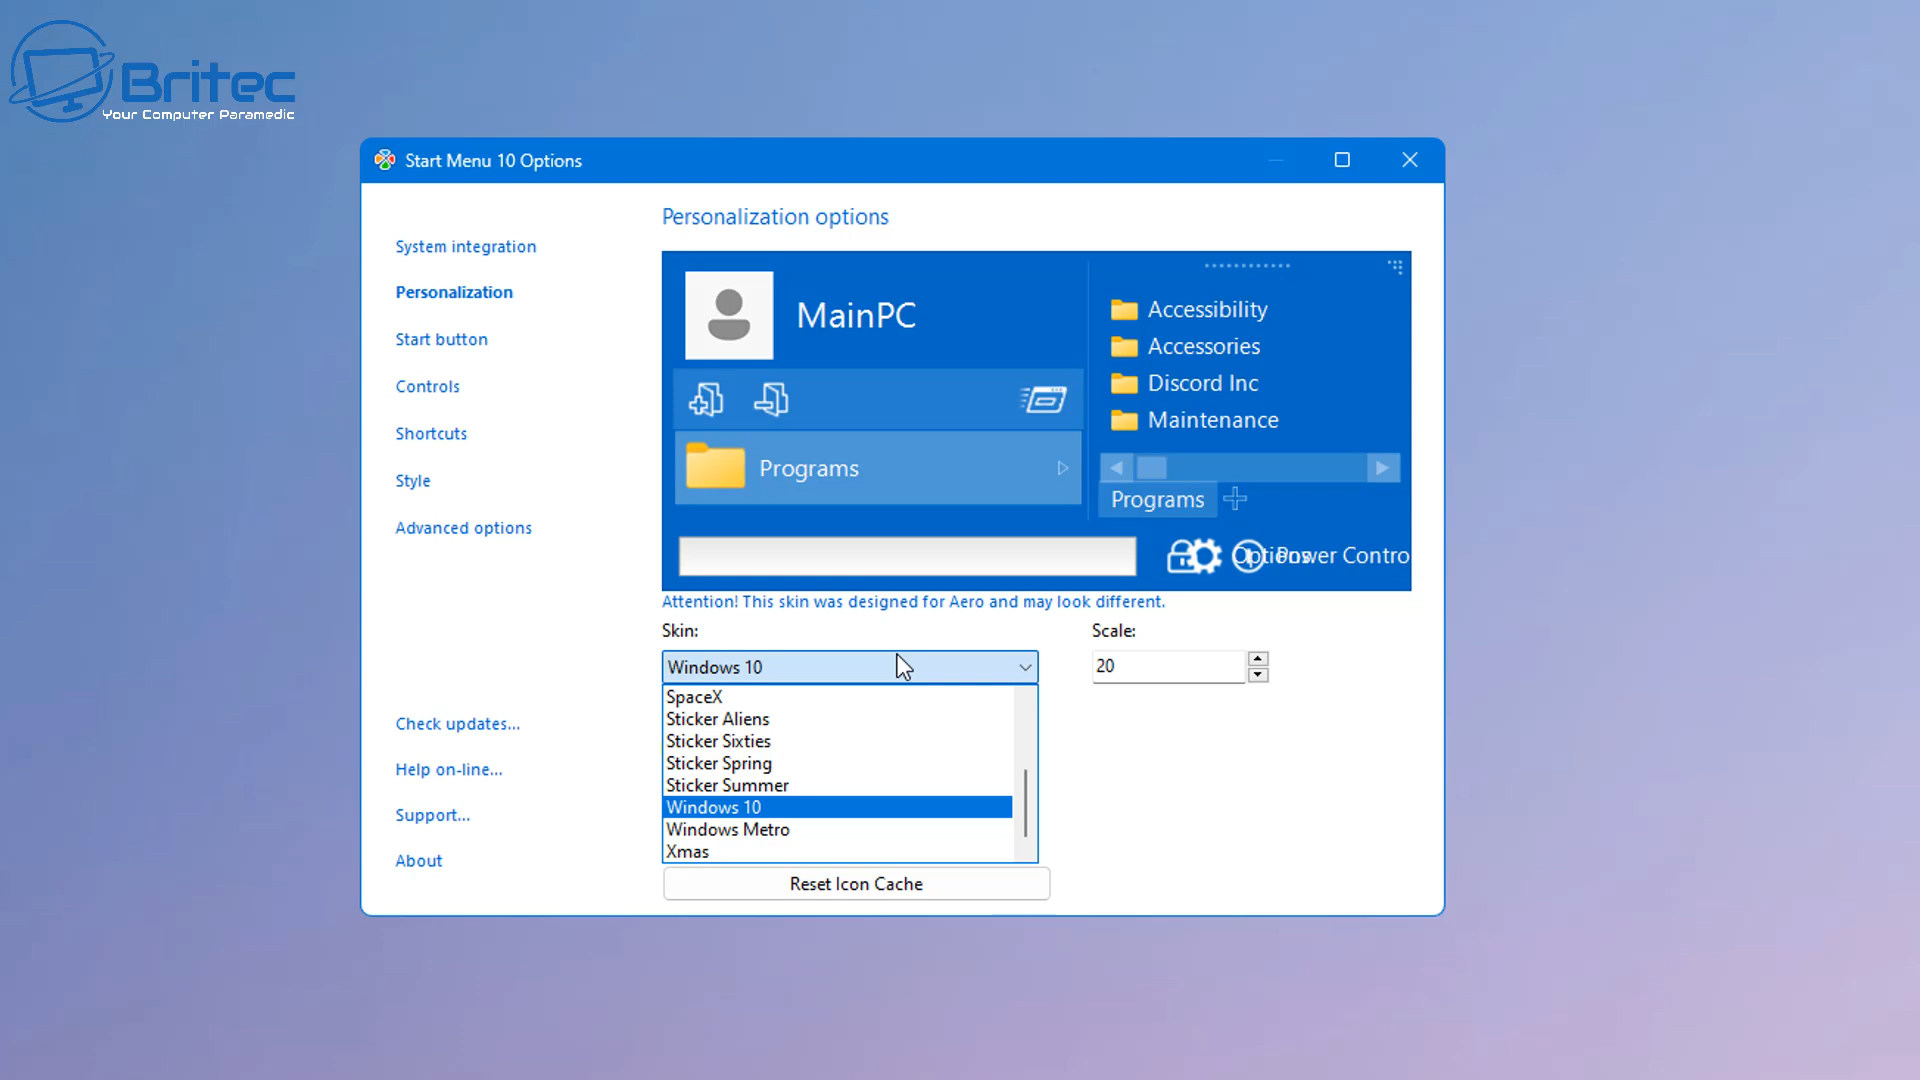 Britec
Your Computer Paramedic
Start Menu 10 Options
System integration
Personalization
Start button
Controls
Shortcuts
Style
Advanced options
Check updates...
Help on-line...
Support...
About
Personalization options
MainPC
Programs
Accessibility
Accessories
Discord Inc
Maintenance
Programs
Options
Power Contro
Attention! This skin was designed for Aero and may look different.
Skin:
Windows 10
SpaceX
Sticker Aliens
Sticker Sixties
Sticker Spring
Sticker Summer
Windows 10
Windows Metro
Xmas
Reset Icon Cache
Scale:
20